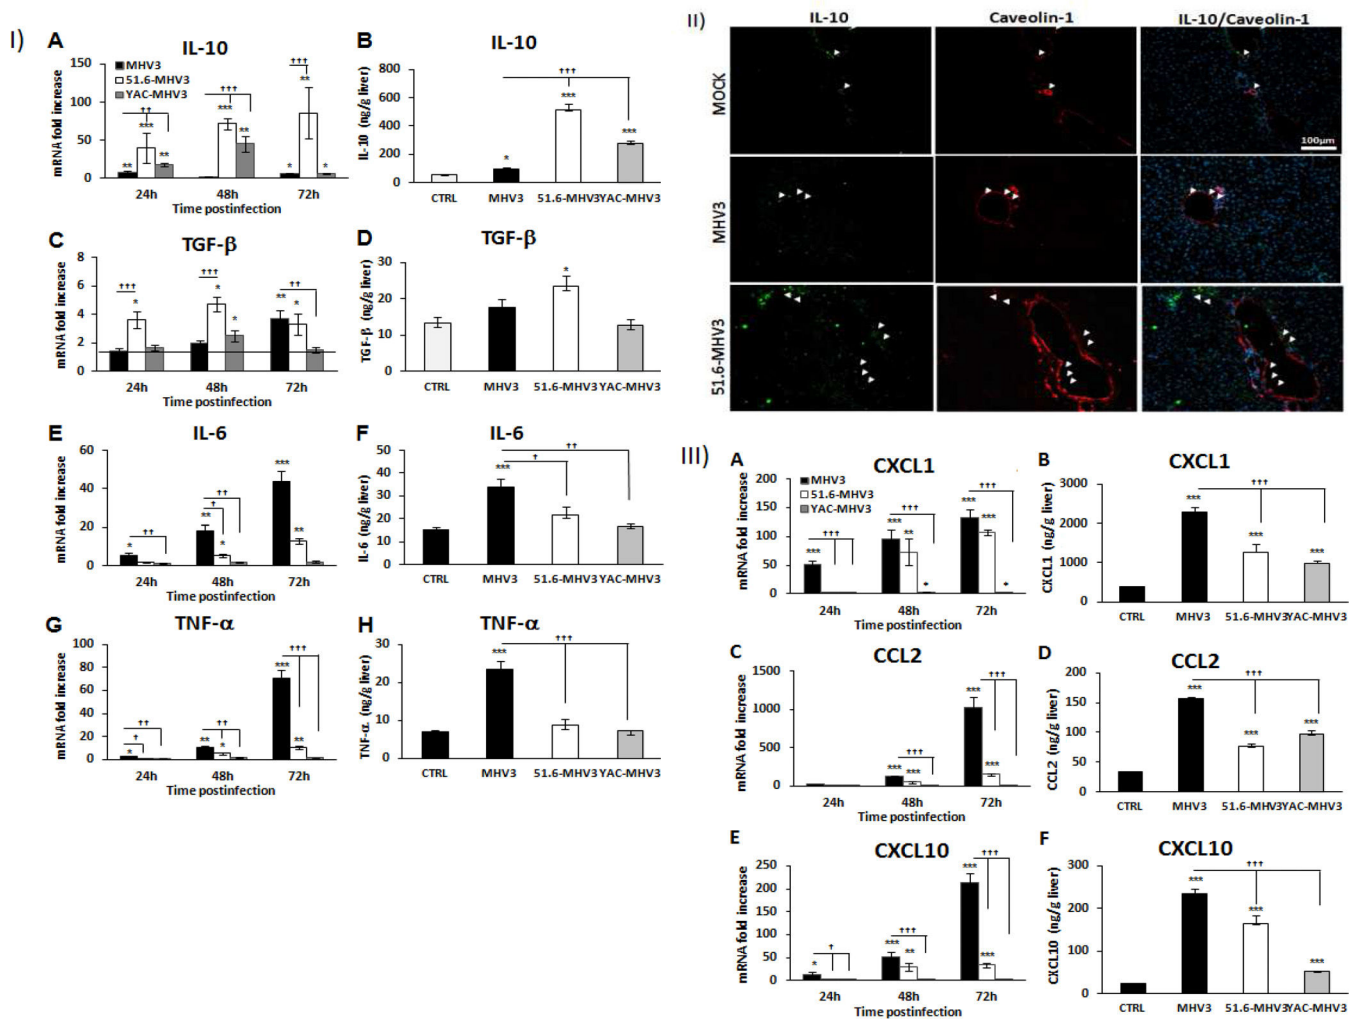 I)
A
IL-10
MHV3
51.6-MHV3
YAC-MHV3
mRNA fold increase
150
100
50
0
** *** **
††
*** **
†††
* ** *
†††
24h 48h 72h
Time postinfection
B
IL-10
IL-10 (ng/g liver)
800
600
400
200
0
†††
* *** ***
CTRL MHV3 51.6-MHV3 YAC-MHV3
C
TGF-β
mRNA fold increase
8
6
4
2
0
††† †††
††
* * * ** *
24h 48h 72h
Time postinfection
D
TGF-β
TGF-β (ng/g liver)
30
20
10
0
*
CTRL MHV3 51.6-MHV3 YAC-MHV3
E
IL-6
mRNA fold increase
60
40
20
0
††
*
††
†
** *
*** **
24h 48h 72h
Time postinfection
F
IL-6
IL-6 (ng/g liver)
50
40
30
20
10
0
††
†
***
CTRL MHV3 51.6-MHV3 YAC-MHV3
G
TNF-α
mRNA fold increase
100
80
60
40
20
0
††
†
*
††
** *
†††
*** **
24h 48h 72h
Time postinfection
H
TNF-α
TNF-α (ng/g liver)
30
20
10
0
†††
***
CTRL MHV3 51.6-MHV3 YAC-MHV3
II)
IL-10 Caveolin-1 IL-10/Caveolin-1
MOCK
100µm
MHV3
51.6-MHV3
III)
A
CXCL1
MHV3
51.6-MHV3
YAC-MHV3
mRNA fold increase
200
150
100
50
0
†††
***
†††
*** ** *
†††
*** *** *
24h 48h 72h
Time postinfection
B
CXCL1
CXCL1 (ng/g liver)
3000
2000
1000
0
†††
*** *** ***
CTRL MHV3 51.6-MHV3 YAC-MHV3
C
CCL2
mRNA fold increase
1500
1000
500
0
†††
*** ***
†††
*** ***
24h 48h 72h
Time postinfection
D
CCL2
CCL2 (ng/g liver)
200
150
100
50
0
†††
*** *** ***
CTRL MHV3 51.6-MHV3 YAC-MHV3
E
CXCL10
mRNA fold increase
250
200
150
100
50
0
†
*
†††
*** **
†††
*** ***
24h 48h 72h
Time postinfection
F
CXCL10
CXCL10 (ng/g liver)
300
200
100
0
†††
*** *** ***
CTRL MHV3 51.6-MHV3 YAC-MHV3